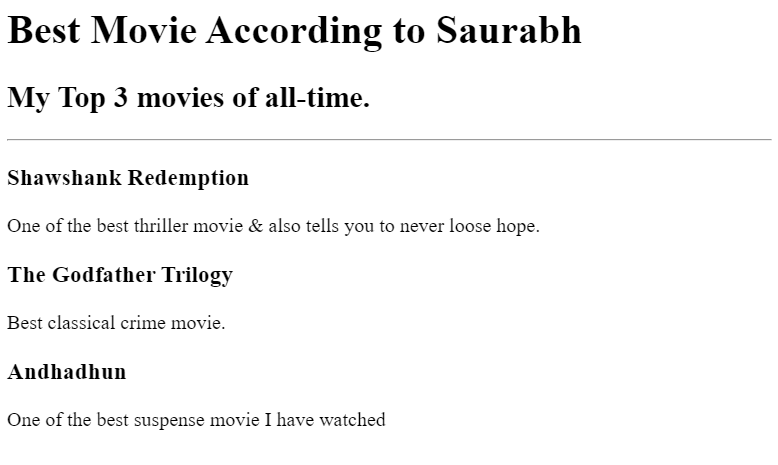 Best Movie According to Saurabh
My Top 3 movies of all-time.
Shawshank Redemption
One of the best thriller movie & also tells you to never loose hope.
The Godfather Trilogy
Best classical crime movie.
Andhadhun
One of the best suspense movie I have watched